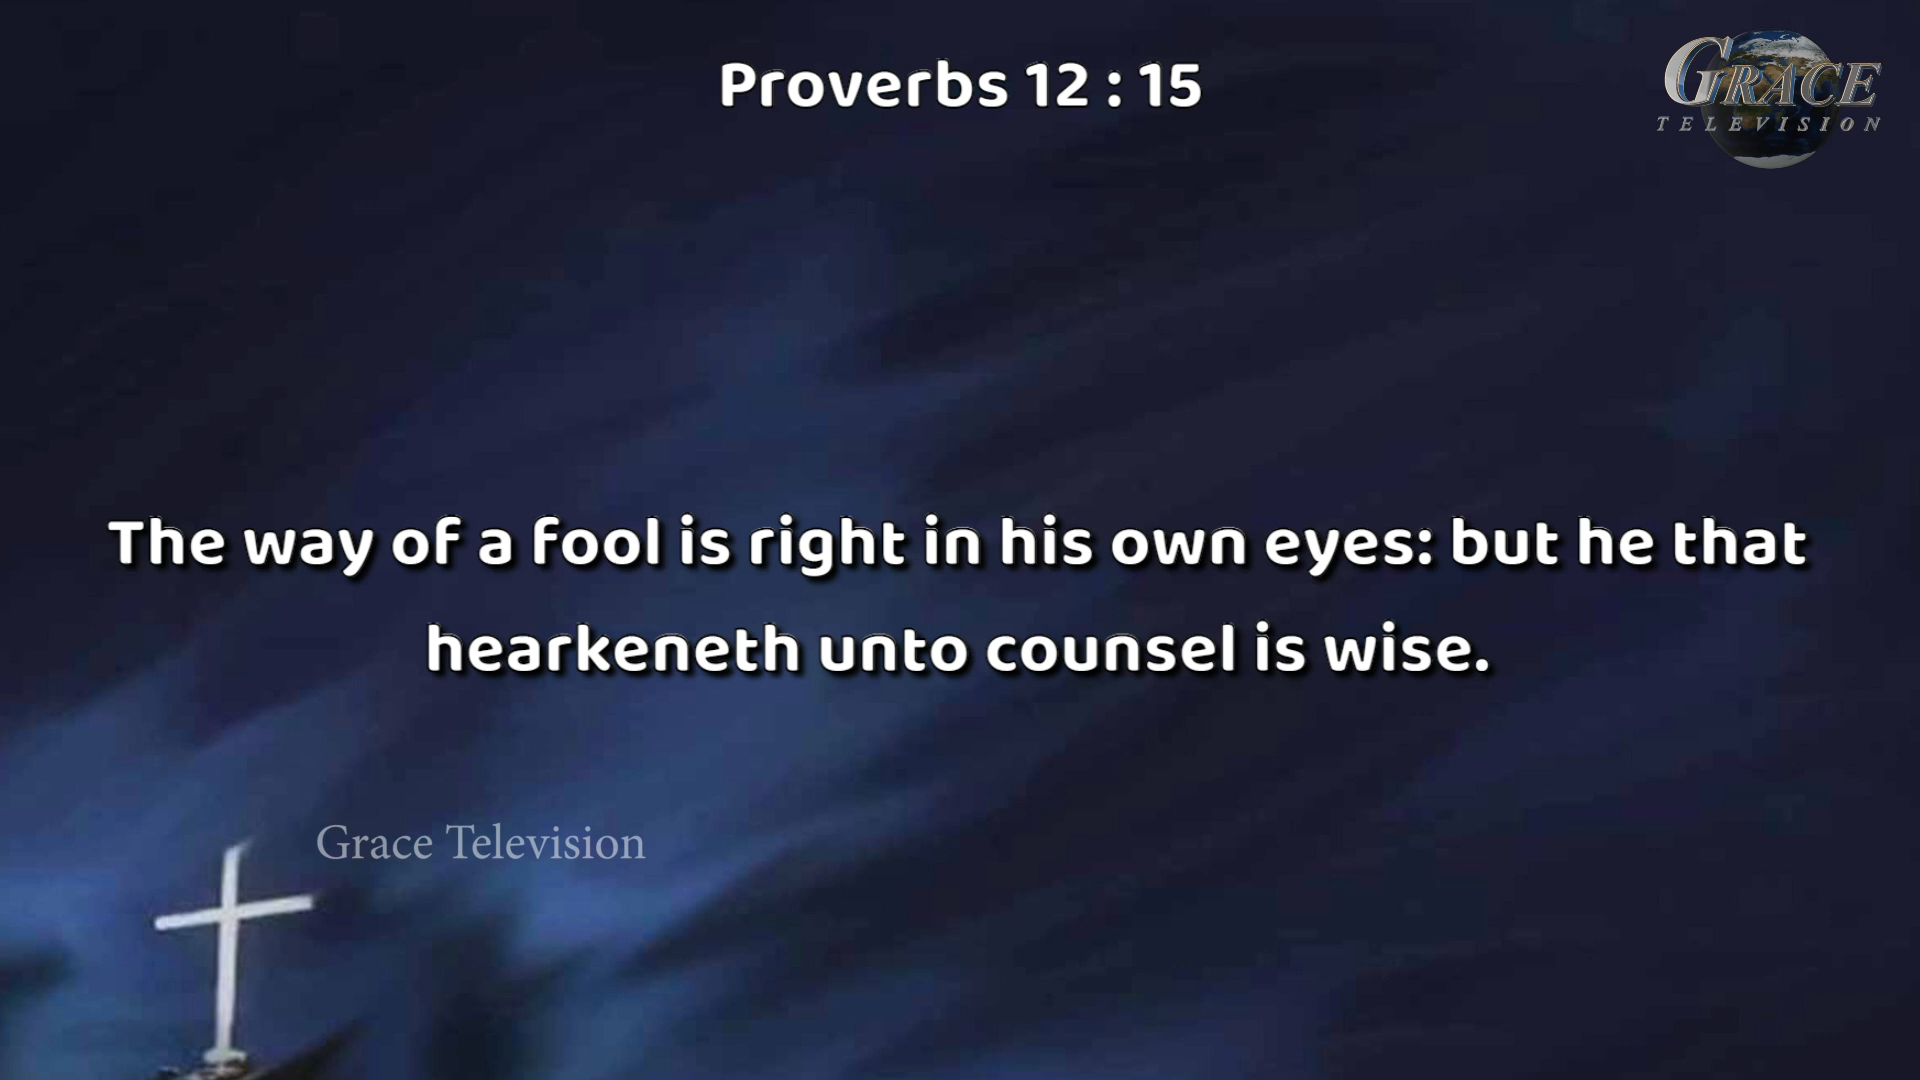 Proverbs 12 : 15
GRACE
TELEVISION
The way of a fool is right in his own eyes: but he that
hearkeneth unto counsel is wise.
Grace Television